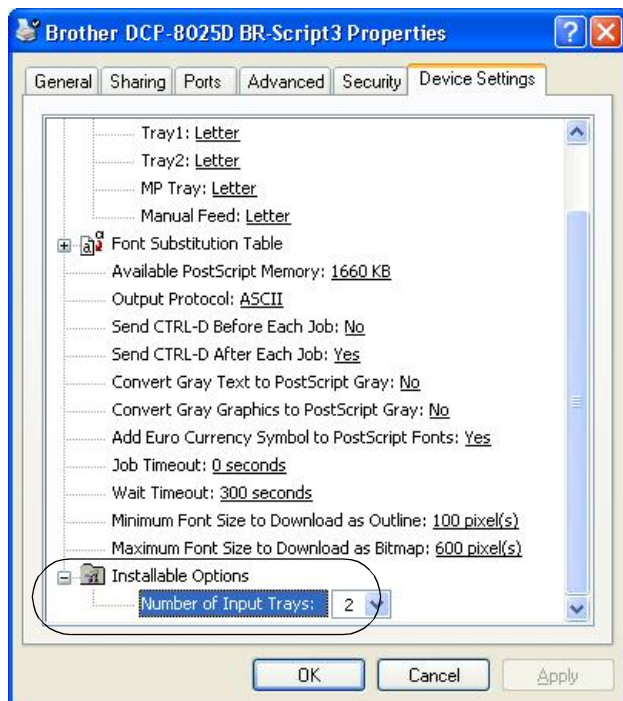 Brother DCP-8025D BR-Script3 Properties
General Sharing Ports Advanced Security Device Settings
Tray1: Letter
Tray2: Letter
MP Tray: Letter
Manual Feed: Letter
Font Substitution Table
Available PostScript Memory: 1660 KB
Output Protocol: ASCII
Send CTRL-D Before Each Job: No
Send CTRL-D After Each Job: Yes
Convert Gray Text to PostScript Gray: No
Convert Gray Graphics to PostScript Gray: No
Add Euro Currency Symbol to PostScript Fonts: Yes
Job Timeout: 0 seconds
Wait Timeout: 300 seconds
Minimum Font Size to Download as Outline: 100 pixel(s)
Maximum Font Size to Download as Bitmap: 600 pixel(s)
Installable Options
Number of Input Trays: 2
OK Cancel Apply